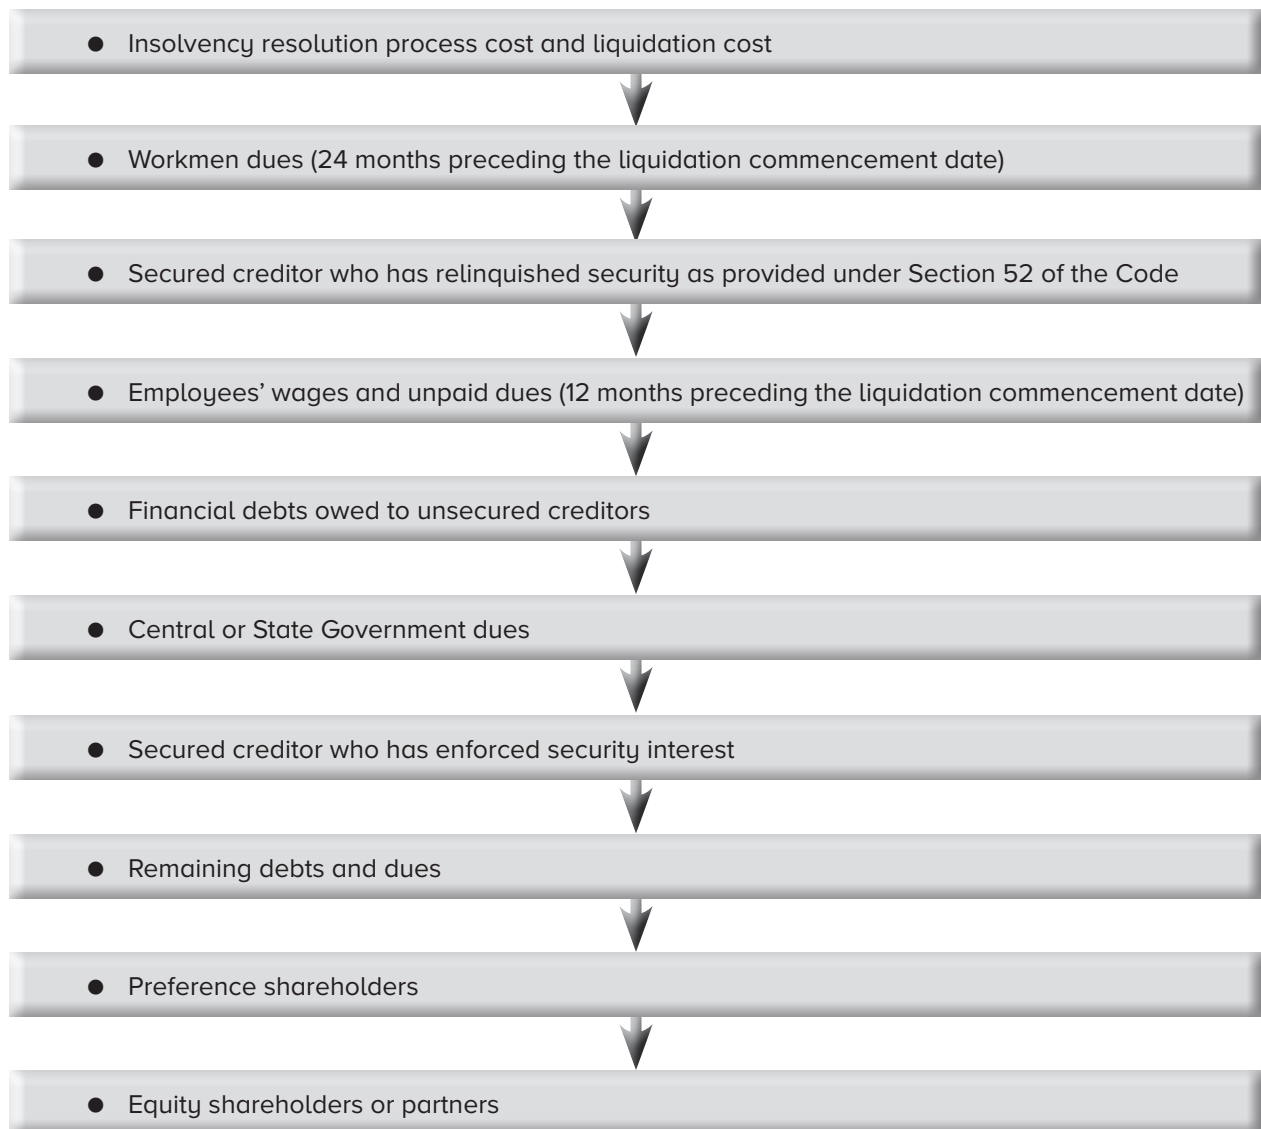 ● Insolvency resolution process cost and liquidation cost
● Workmen dues (24 months preceding the liquidation commencement date)
● Secured creditor who has relinquished security as provided under Section 52 of the Code
● Employees’ wages and unpaid dues (12 months preceding the liquidation commencement date)
● Financial debts owed to unsecured creditors
● Central or State Government dues
● Secured creditor who has enforced security interest
● Remaining debts and dues
● Preference shareholders
● Equity shareholders or partners